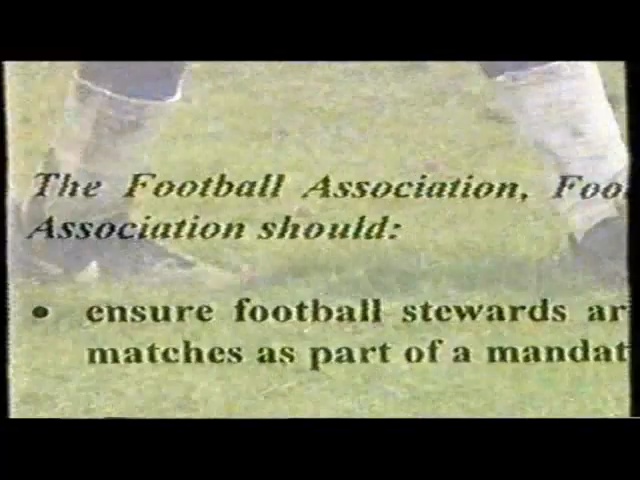 The Football Association, Foo
Association should:
• ensure football stewards ar
matches as part of a mandat